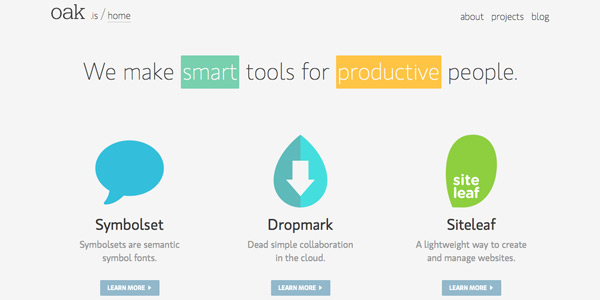 oak .is / home
about projects blog
We make smart tools for productive people.
site
leaf
Symbolset
Dropmark
Siteleaf
Symbolsets are semantic
symbol fonts.
Dead simple collaboration
in the cloud.
A lightweight way to create
and manage websites.
LEARN MORE
LEARN MORE
LEARN MORE